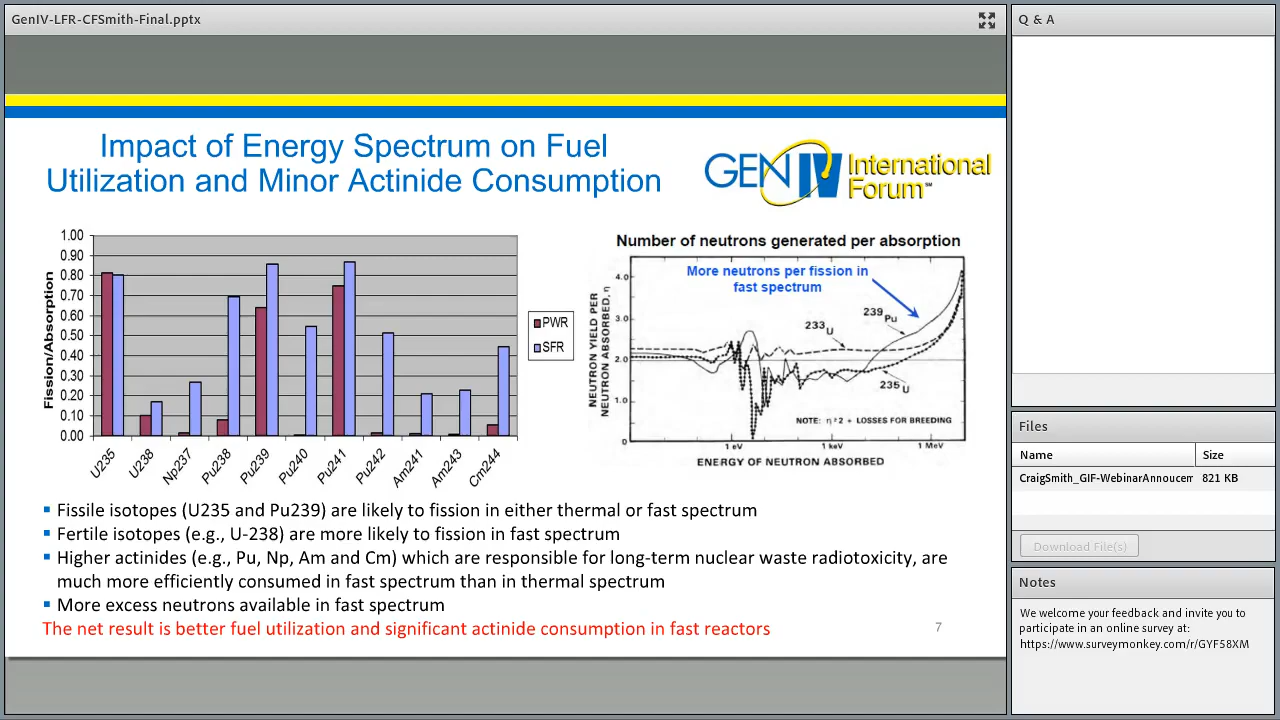 GenIV-LFR-CFSmith-Final.pptx
Impact of Energy Spectrum on Fuel
Utilization and Minor Actinide Consumption
GEN IV International
Forum℠
1.00
0.90
0.80
0.70
0.60
0.50
0.40
0.30
0.20
0.10
0.00
Fission/Absorption
U235
U238
Np237
Pu238
Pu239
Pu240
Pu241
Pu242
Am241
Am243
Cm244
PWR
SFR
Number of neutrons generated per absorption
More neutrons per fission in
fast spectrum
4.0
3.0
2.0
1.0
0
NEUTRON YIELD PER
NEUTRON ABSORBED, η
239 Pu
233 U
235 U
NOTE: η ≥ 2 + LOSSES FOR BREEDING
1 eV
1 keV
1 MeV
ENERGY OF NEUTRON ABSORBED
▪ Fissile isotopes (U235 and Pu239) are likely to fission in either thermal or fast spectrum
▪ Fertile isotopes (e.g., U-238) are more likely to fission in fast spectrum
▪ Higher actinides (e.g., Pu, Np, Am and Cm) which are responsible for long-term nuclear waste radiotoxicity, are
much more efficiently consumed in fast spectrum than in thermal spectrum
▪ More excess neutrons available in fast spectrum
The net result is better fuel utilization and significant actinide consumption in fast reactors
7
Q & A
Files
Name Size
CraigSmith_GIF-WebinarAnnoucem 821 KB
Download File(s)
Notes
We welcome your feedback and invite you to
participate in an online survey at:
https://www.surveymonkey.com/r/GYF58XM